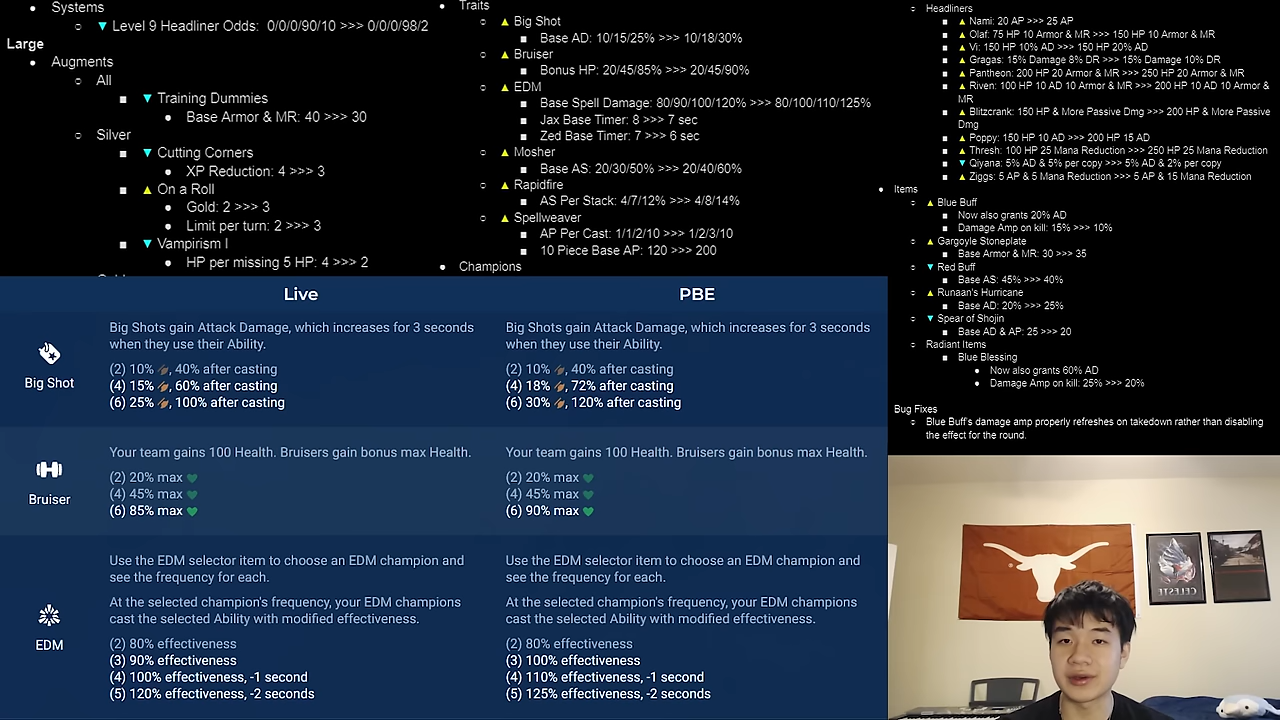 Systems
▼ Level 9 Headliner Odds: 0/0/0/90/10 >>> 0/0/0/98/2
Large
Augments
All
▼ Training Dummies
Base Armor & MR: 40 >>> 30
Silver
▼ Cutting Corners
XP Reduction: 4 >>> 3
▲ On a Roll
Gold: 2 >>> 3
Limit per turn: 2 >>> 3
▼ Vampirism I
HP per missing 5 HP: 4 >>> 2
Traits
▲ Big Shot
Base AD: 10/15/25% >>> 10/18/30%
▲ Bruiser
Bonus HP: 20/45/85% >>> 20/45/90%
▲ EDM
Base Spell Damage: 80/90/100/120% >>> 80/100/110/125%
Jax Base Timer: 8 >>> 7 sec
Zed Base Timer: 7 >>> 6 sec
▲ Mosher
Base AS: 20/30/50% >>> 20/40/60%
▲ Rapidfire
AS Per Stack: 4/7/12% >>> 4/8/14%
▲ Spellweaver
AP Per Cast: 1/1/2/10 >>> 1/2/3/10
10 Piece Base AP: 120 >>> 200
Champions
Headliners
▲ Nami: 20 AP >>> 25 AP
▲ Olaf: 75 HP 10 Armor & MR >>> 150 HP 10 Armor & MR
▲ Vi: 150 HP 10% AD >>> 150 HP 20% AD
▲ Gragas: 15% Damage 8% DR >>> 15% Damage 10% DR
▲ Pantheon: 200 HP 20 Armor & MR >>> 250 HP 20 Armor & MR
▲ Riven: 100 HP 10 AD 10 Armor & MR >>> 200 HP 10 AD 10 Armor &
MR
▲ Blitzcrank: 150 HP & More Passive Dmg >>> 200 HP & More Passive
Dmg
▲ Poppy: 150 HP 10 AD >>> 200 HP 15 AD
▲ Thresh: 100 HP 25 Mana Reduction >>> 250 HP 25 Mana Reduction
▼ Qiyana: 5% AD & 5% per copy >>> 5% AD & 2% per copy
▲ Ziggs: 5 AP & 5 Mana Reduction >>> 5 AP & 15 Mana Reduction
Items
▲ Blue Buff
Now also grants 20% AD
Damage Amp on kill: 15% >>> 10%
▲ Gargoyle Stoneplate
Base Armor & MR: 30 >>> 35
▼ Red Buff
Base AS: 45% >>> 40%
▲ Runaan's Hurricane
Base AD: 20% >>> 25%
▼ Spear of Shojin
Base AD & AP: 25 >>> 20
Radiant Items
Blue Blessing
Now also grants 60% AD
Damage Amp on kill: 25% >>> 20%
Bug Fixes
Blue Buff's damage amp properly refreshes on takedown rather than disabling
the effect for the round.
Live
PBE
Big Shot
Big Shots gain Attack Damage, which increases for 3 seconds
when they use their Ability.
(2) 10% , 40% after casting
(4) 15% , 60% after casting
(6) 25% , 100% after casting
Big Shots gain Attack Damage, which increases for 3 seconds
when they use their Ability.
(2) 10% , 40% after casting
(4) 18% , 72% after casting
(6) 30% , 120% after casting
Bruiser
Your team gains 100 Health. Bruisers gain bonus max Health.
(2) 20% max
(4) 45% max
(6) 85% max
Your team gains 100 Health. Bruisers gain bonus max Health.
(2) 20% max
(4) 45% max
(6) 90% max
EDM
Use the EDM selector item to choose an EDM champion and
see the frequency for each.
At the selected champion's frequency, your EDM champions
cast the selected Ability with modified effectiveness.
(2) 80% effectiveness
(3) 90% effectiveness
(4) 100% effectiveness, -1 second
(5) 120% effectiveness, -2 seconds
Use the EDM selector item to choose an EDM champion and
see the frequency for each.
At the selected champion's frequency, your EDM champions
cast the selected Ability with modified effectiveness.
(2) 80% effectiveness
(3) 100% effectiveness
(4) 110% effectiveness, -1 second
(5) 125% effectiveness, -2 seconds
CELESTE